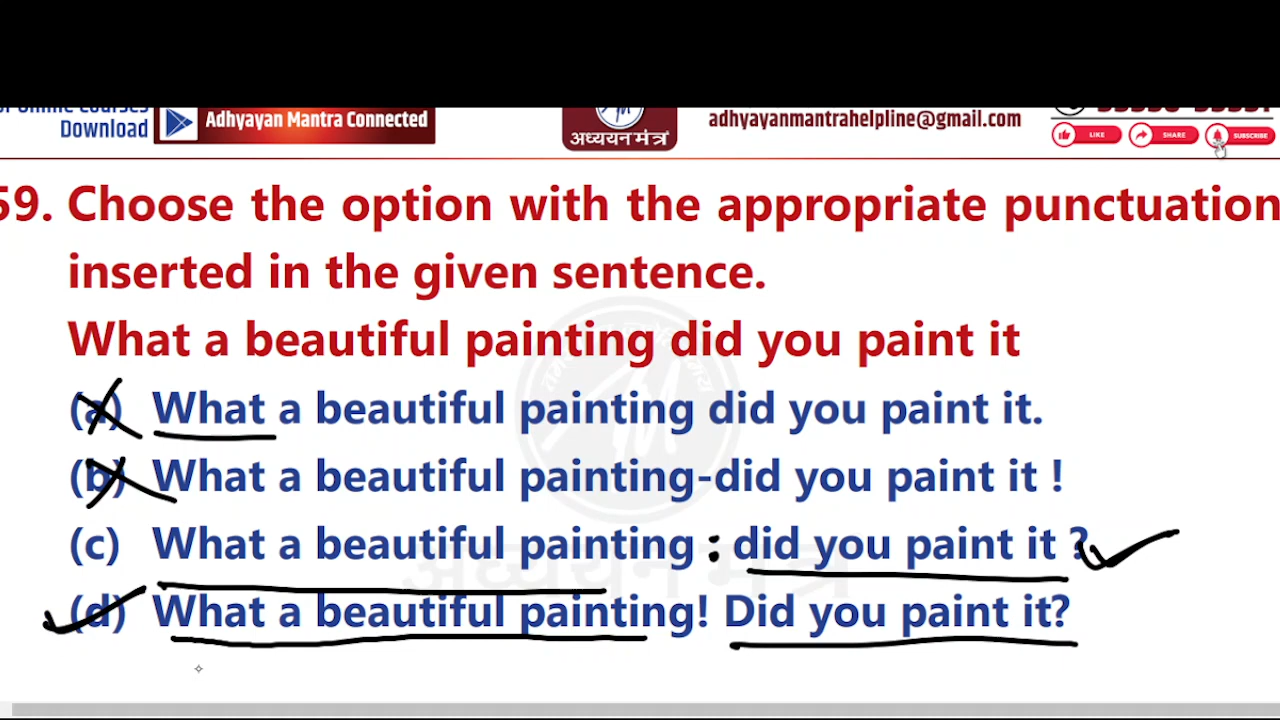 Download
Adhyayan Mantra Connected
अध्ययन मंत्र
adhyayanmantrahelpline@gmail.com
LIKE
SHARE
SUBSCRIBE
59. Choose the option with the appropriate punctuation
inserted in the given sentence.
What a beautiful painting did you paint it
(a) What a beautiful painting did you paint it.
(b) What a beautiful painting-did you paint it !
(c) What a beautiful painting : did you paint it ?
(d) What a beautiful painting! Did you paint it?
अध्ययन मंत्र